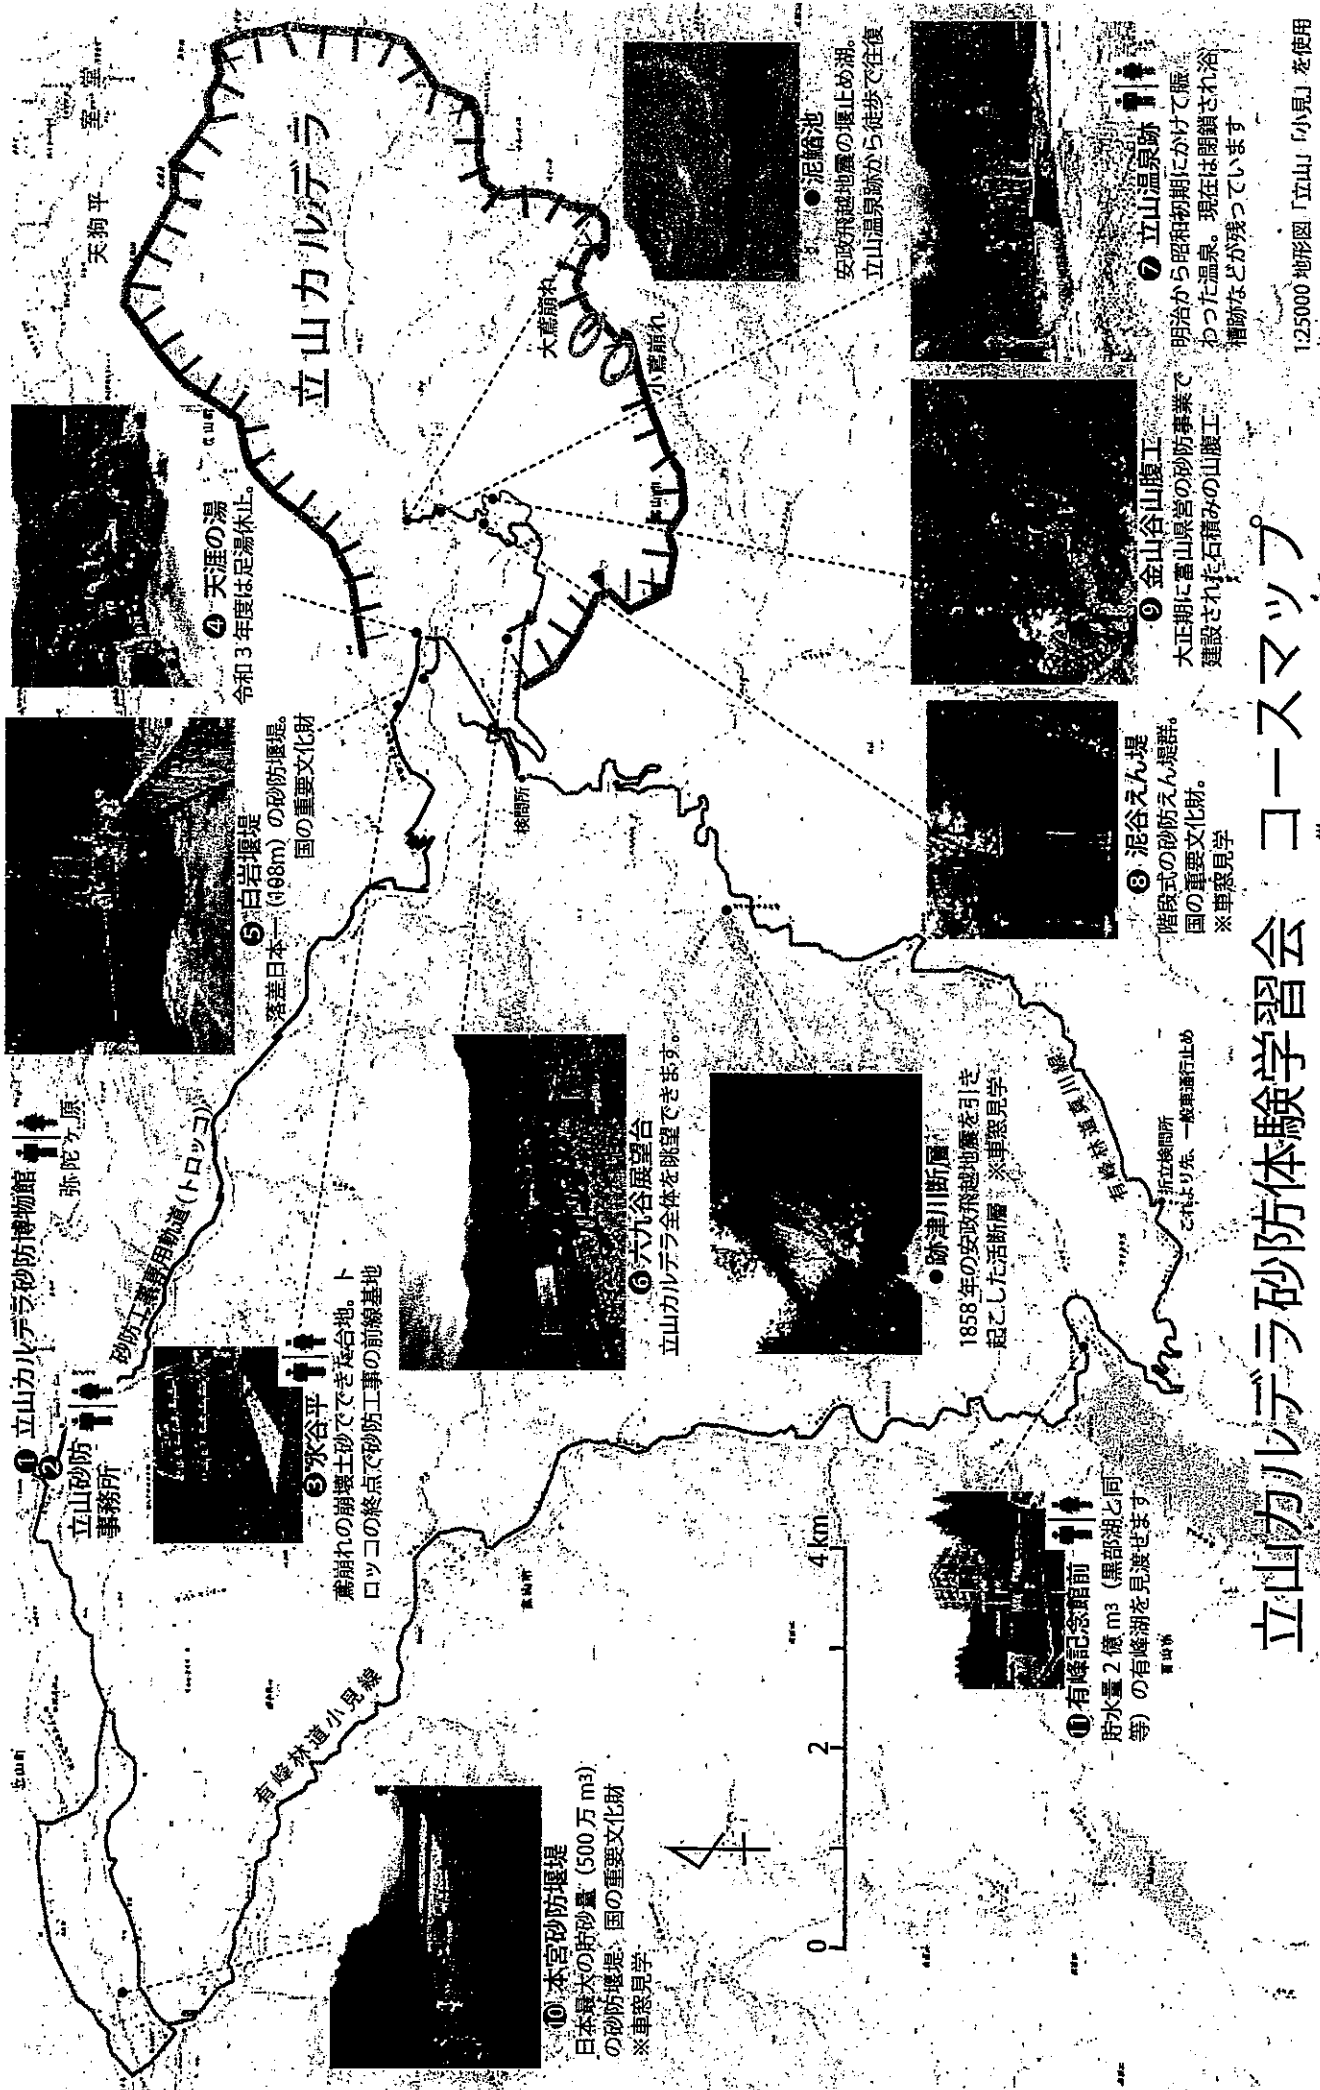 立山カルデラ砂防体験学習会 コースマップ
❶ 立山カルデラ砂防博物館
❷
立山砂防
事務所
弥陀ヶ原
天狗平
室堂
立山カルデラ
砂防工事専用軌道(トロッコ)
❸ 水谷平
鳶崩れの崩壊土砂でできた台地。ト
ロッコの終点で砂防工事の前線基地
❹ 天涯の湯
令和3年度は足湯休止。
❺ 白岩堰堤
落差日本一(108m)の砂防堰堤。
国の重要文化財
❻ 六九谷展望台
立山カルデラ全体を眺望できます。
● 跡津川断層
1858年の安政飛越地震を引き
起こした活断層 ※車窓見学
大鳶崩れ
小鳶崩れ
検問所
● 泥鰌池
安政飛越地震の堰止め湖。
立山温泉跡から徒歩で往復
❼ 立山温泉跡
明治から昭和初期にかけて賑
わった温泉。現在は閉鎖され浴
槽跡などが残っています
❽ 泥谷えん堤
階段式の砂防えん堤群。
国の重要文化財。
※車窓見学
❾ 金山谷山腹工
大正期に富山県営の砂防事業で
建設された石積みの山腹工
❿ 本宮砂防堰堤
日本最大の貯砂量(500万m3)
の砂防堰堤。国の重要文化財
※車窓見学
⓫ 有峰記念館前
貯水量2億m3(黒部湖と同
等)の有峰湖を見渡せます
有峰林道小見線
有峰林道真川線
折立検問所
これより先、一般車通行止め
0 2 4 km
1:25000 地形図「立山」「小見」を使用